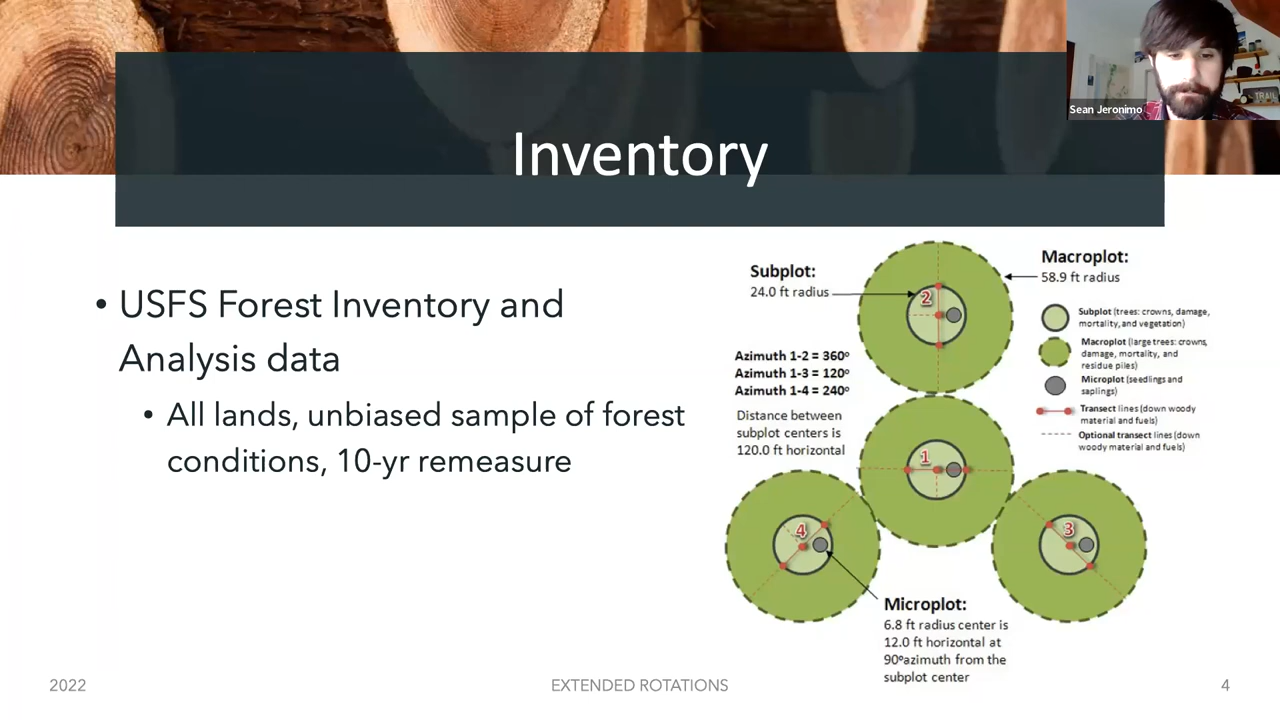 Sean Jeronimo
TRAIL
Inventory
• USFS Forest Inventory and
Analysis data
• All lands, unbiased sample of forest
conditions, 10-yr remeasure
Subplot:
24.0 ft radius
Macroplot:
58.9 ft radius
Azimuth 1-2 = 360º
Azimuth 1-3 = 120º
Azimuth 1-4 = 240º
Distance between
subplot centers is
120.0 ft horizontal
2
1
4
3
Subplot (trees: crowns, damage,
mortality, and vegetation)
Macroplot (large trees: crowns,
damage, mortality, and
residue piles)
Microplot (seedlings and
saplings)
Transect lines (down woody
material and fuels)
Optional transect lines (down
woody material and fuels)
Microplot:
6.8 ft radius center is
12.0 ft horizontal at
90ºazimuth from the
subplot center
2022
EXTENDED ROTATIONS
4